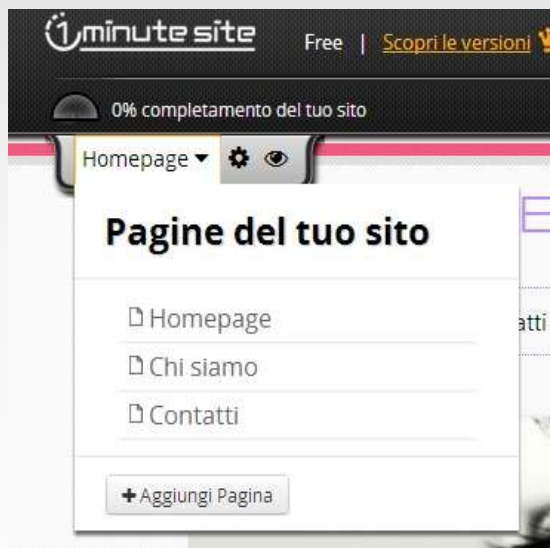 1minute site
Free | Scopri le versioni
0% completamento del tuo sito
Homepage
Pagine del tuo sito
Homepage
Chi siamo
Contatti
Aggiungi Pagina